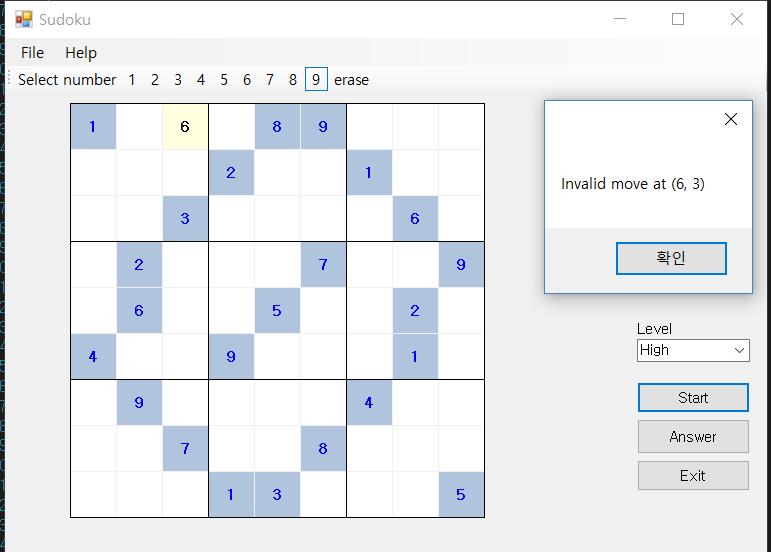 Sudoku
File Help
Select number 1 2 3 4 5 6 7 8 9 erase
1 6 8 9
2 1
3 6
2 7 9
6 5 2
4 9 1
9 4
7 8
1 3 5
Invalid move at (6, 3)
확인
Level
High
Start
Answer
Exit